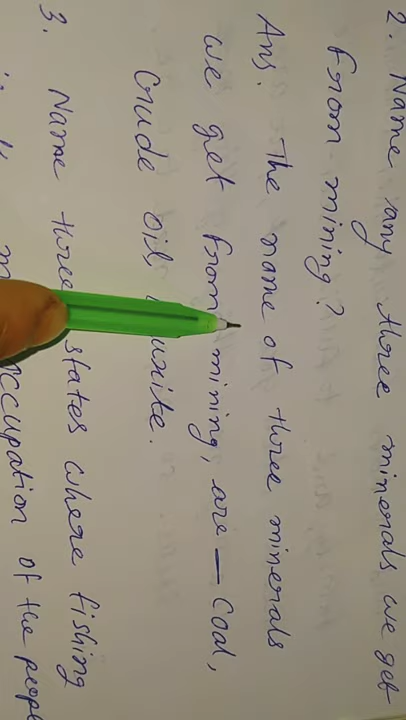 2. Name any three minerals we get
from mining?
Ans. The name of three minerals
we get from mining, are — Coal,
Crude oil,
3. Name three states where fishing
occupation of the people